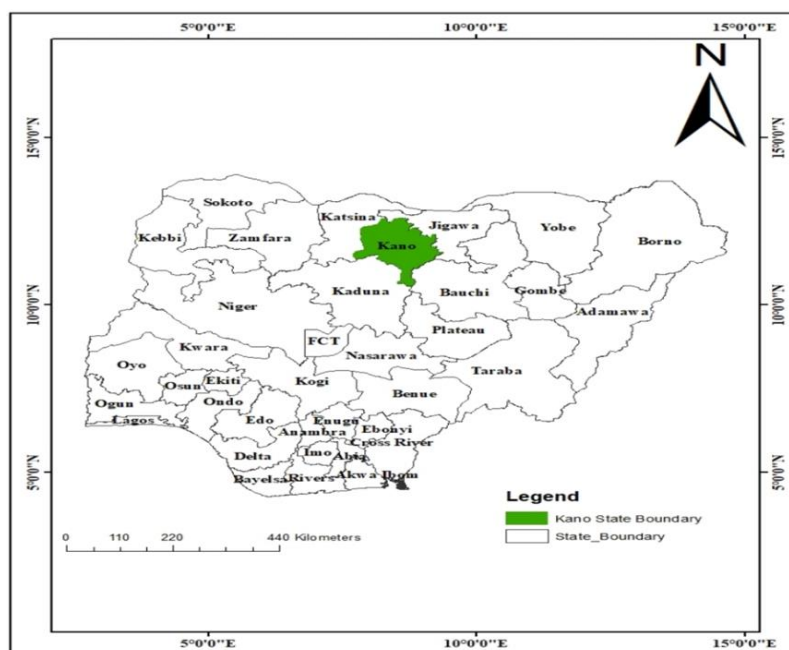 5°0'0"E 10°0'0"E 15°0'0"E
N
15°0'0"N 15°0'0"N
Sokoto
Katsina Jigawa Yobe
Kebbi Zamfara Kano Borno
Kaduna Bauchi Gombe
Niger Adamawa
10°0'0"N 10°0'0"N
Plateau
FCT
Kwara Nasarawa
Oyo Taraba
Osun Ekiti Kogi
Benue
Ogun Ondo
Lagos Edo Enugu
Anambra Ebonyi
Cross River
Delta Imo Abia
5°0'0"N 5°0'0"N
Bayelsa Rivers Akwa Ibom
Legend
Kano State Boundary
State_Boundary
0 110 220 440 Kilometers
5°0'0"E 10°0'0"E 15°0'0"E